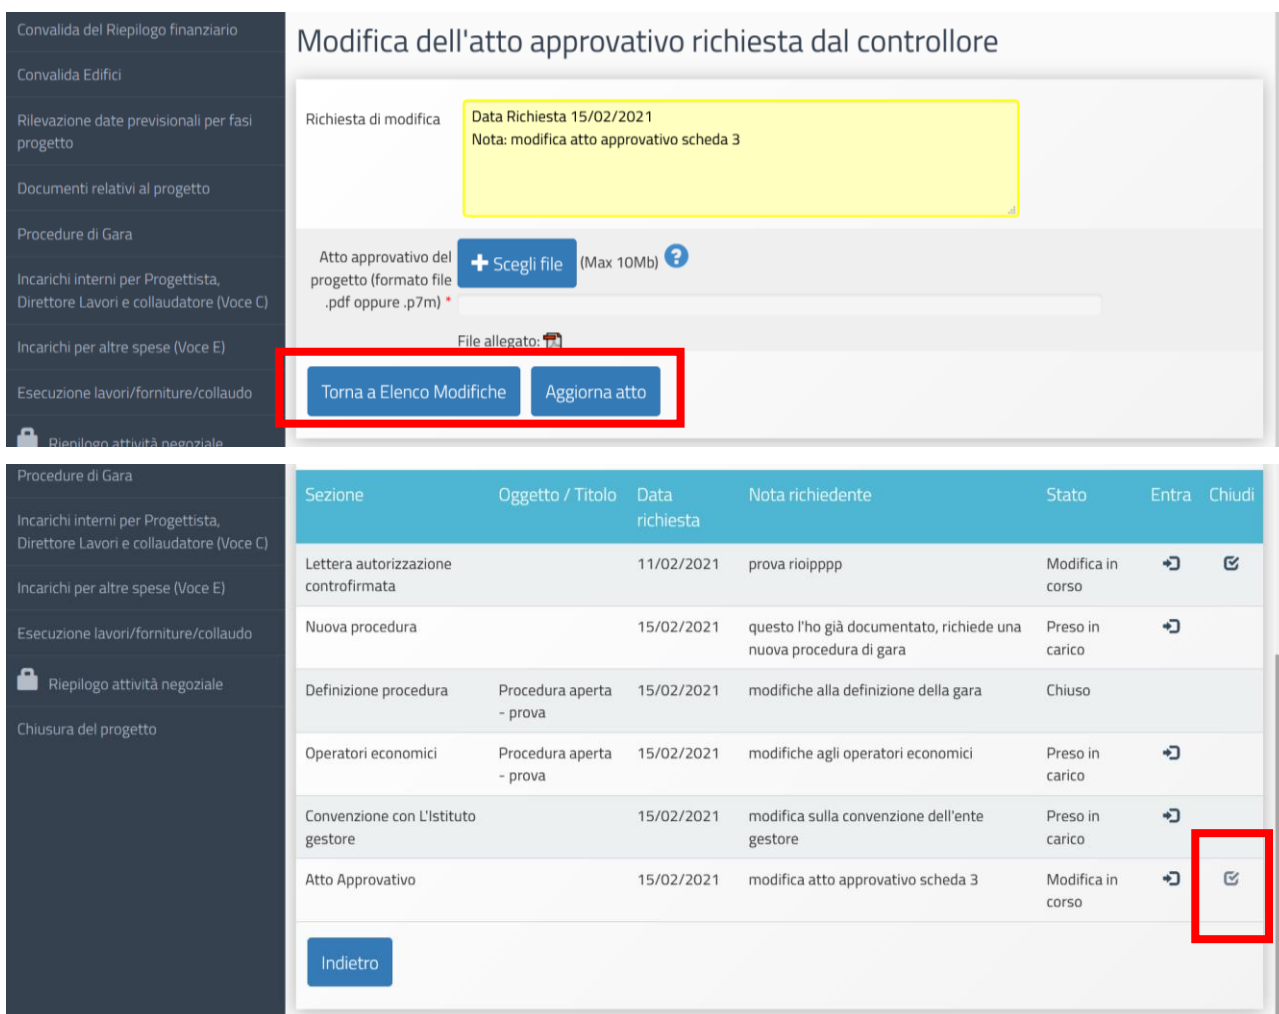 Convalida del Riepilogo finanziario
Convalida Edifici
Rilevazione date previsionali per fasi
progetto
Documenti relativi al progetto
Procedure di Gara
Incarichi interni per Progettista,
Direttore Lavori e collaudatore (Voce C)
Incarichi per altre spese (Voce E)
Esecuzione lavori/forniture/collaudo
Riepilogo attività negoziale
Modifica dell'atto approvativo richiesta dal controllore
Richiesta di modifica
Data Richiesta 15/02/2021
Nota: modifica atto approvativo scheda 3
Atto approvativo del
progetto (formato file
.pdf oppure .p7m) *
Scegli file (Max 10Mb) ?
File allegato:
Torna a Elenco Modifiche Aggiorna atto
Procedure di Gara
Incarichi interni per Progettista,
Direttore Lavori e collaudatore (Voce C)
Incarichi per altre spese (Voce E)
Esecuzione lavori/forniture/collaudo
Riepilogo attività negoziale
Chiusura del progetto
Sezione Oggetto / Titolo Data Nota richiedente Stato Entra Chiudi
richiesta
Lettera autorizzazione 11/02/2021 prova rioipppp Modifica in
controfirmata corso
Nuova procedura 15/02/2021 questo l'ho già documentato, richiede una Preso in
nuova procedura di gara carico
Definizione procedura Procedura aperta 15/02/2021 modifiche alla definizione della gara Chiuso
- prova
Operatori economici Procedura aperta 15/02/2021 modifiche agli operatori economici Preso in
- prova carico
Convenzione con L'Istituto 15/02/2021 modifica sulla convenzione dell'ente Preso in
gestore gestore carico
Atto Approvativo 15/02/2021 modifica atto approvativo scheda 3 Modifica in
corso
Indietro